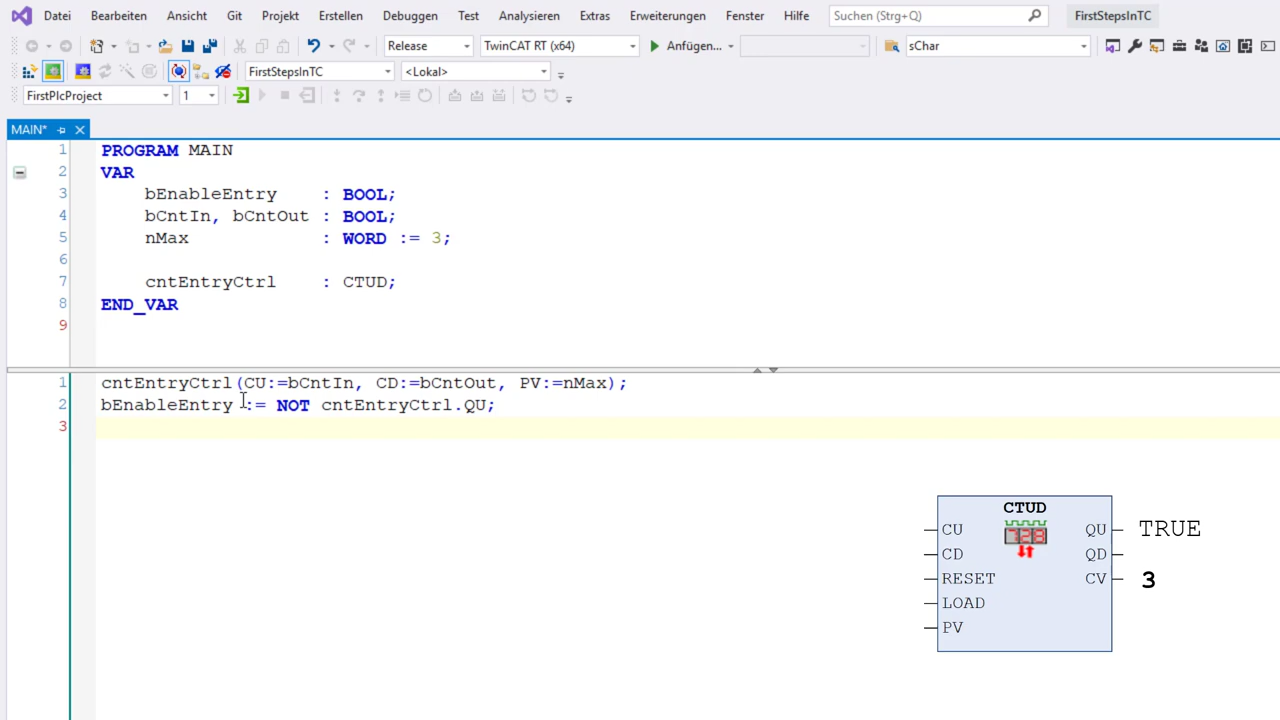 Datei Bearbeiten Ansicht Git Projekt Erstellen Debuggen Test Analysieren Extras Erweiterungen Fenster Hilfe Suchen (Strg+Q) FirstStepsInTC
Release TwinCAT RT (x64) Anfügen... sChar
FirstStepsInTC <Lokal>
FirstPlcProject 1
MAIN*
1 PROGRAM MAIN
2 VAR
3 bEnableEntry : BOOL;
4 bCntIn, bCntOut : BOOL;
5 nMax : WORD := 3;
6
7 cntEntryCtrl : CTUD;
8 END_VAR
9
1 cntEntryCtrl(CU:=bCntIn, CD:=bCntOut, PV:=nMax);
2 bEnableEntry := NOT cntEntryCtrl.QU;
3
CTUD
CU QU TRUE
CD QD
RESET CV 3
LOAD
PV